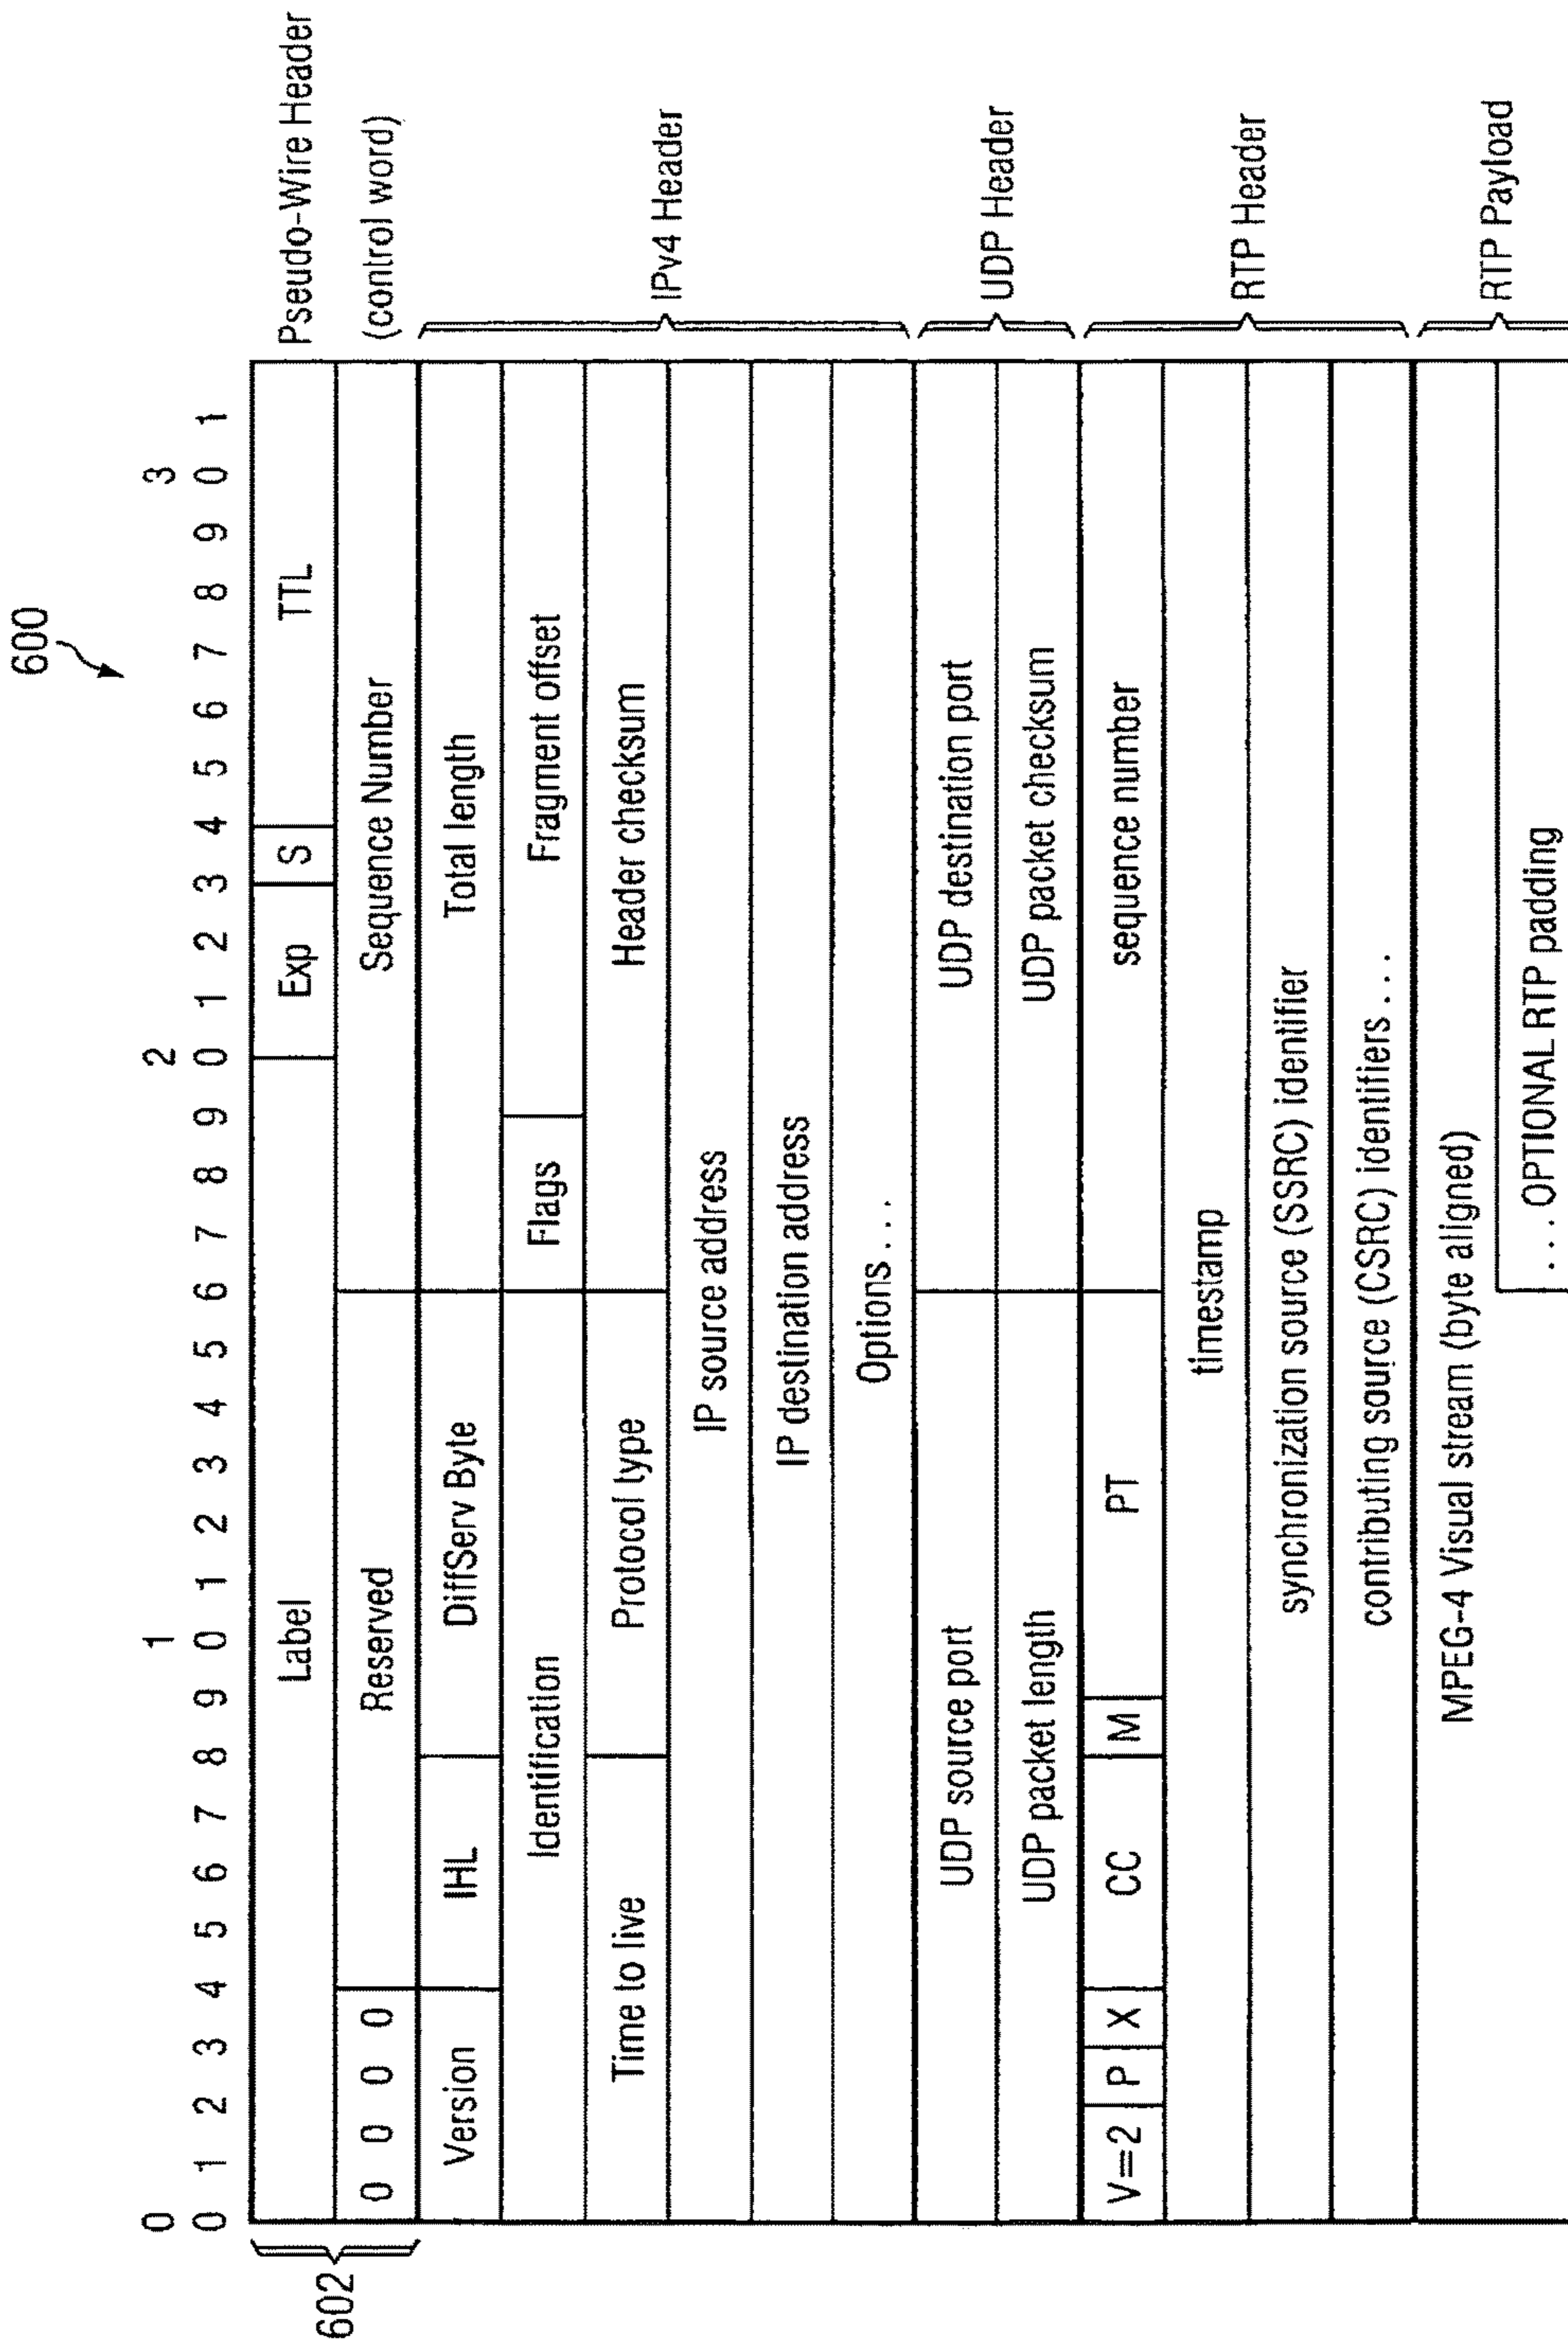 600
0 1 2 3
0 1 2 3 4 5 6 7 8 9 0 1 2 3 4 5 6 7 8 9 0 1 2 3 4 5 6 7 8 9 0 1
602
Label Exp S TTL Pseudo-Wire Header
0 0 0 0 Reserved Sequence Number (control word)
Version IHL DiffServ Byte Total length
Identification Flags Fragment offset
Time to live Protocol type Header checksum
IPv4 Header
IP source address
IP destination address
Options...
UDP source port UDP destination port
UDP Header
UDP packet length UDP packet checksum
V=2 P X CC M PT sequence number
timestamp
RTP Header
synchronization source (SSRC) identifier
contributing source (CSRC) identifiers...
MPEG-4 Visual stream (byte aligned)
RTP Payload
...OPTIONAL RTP padding